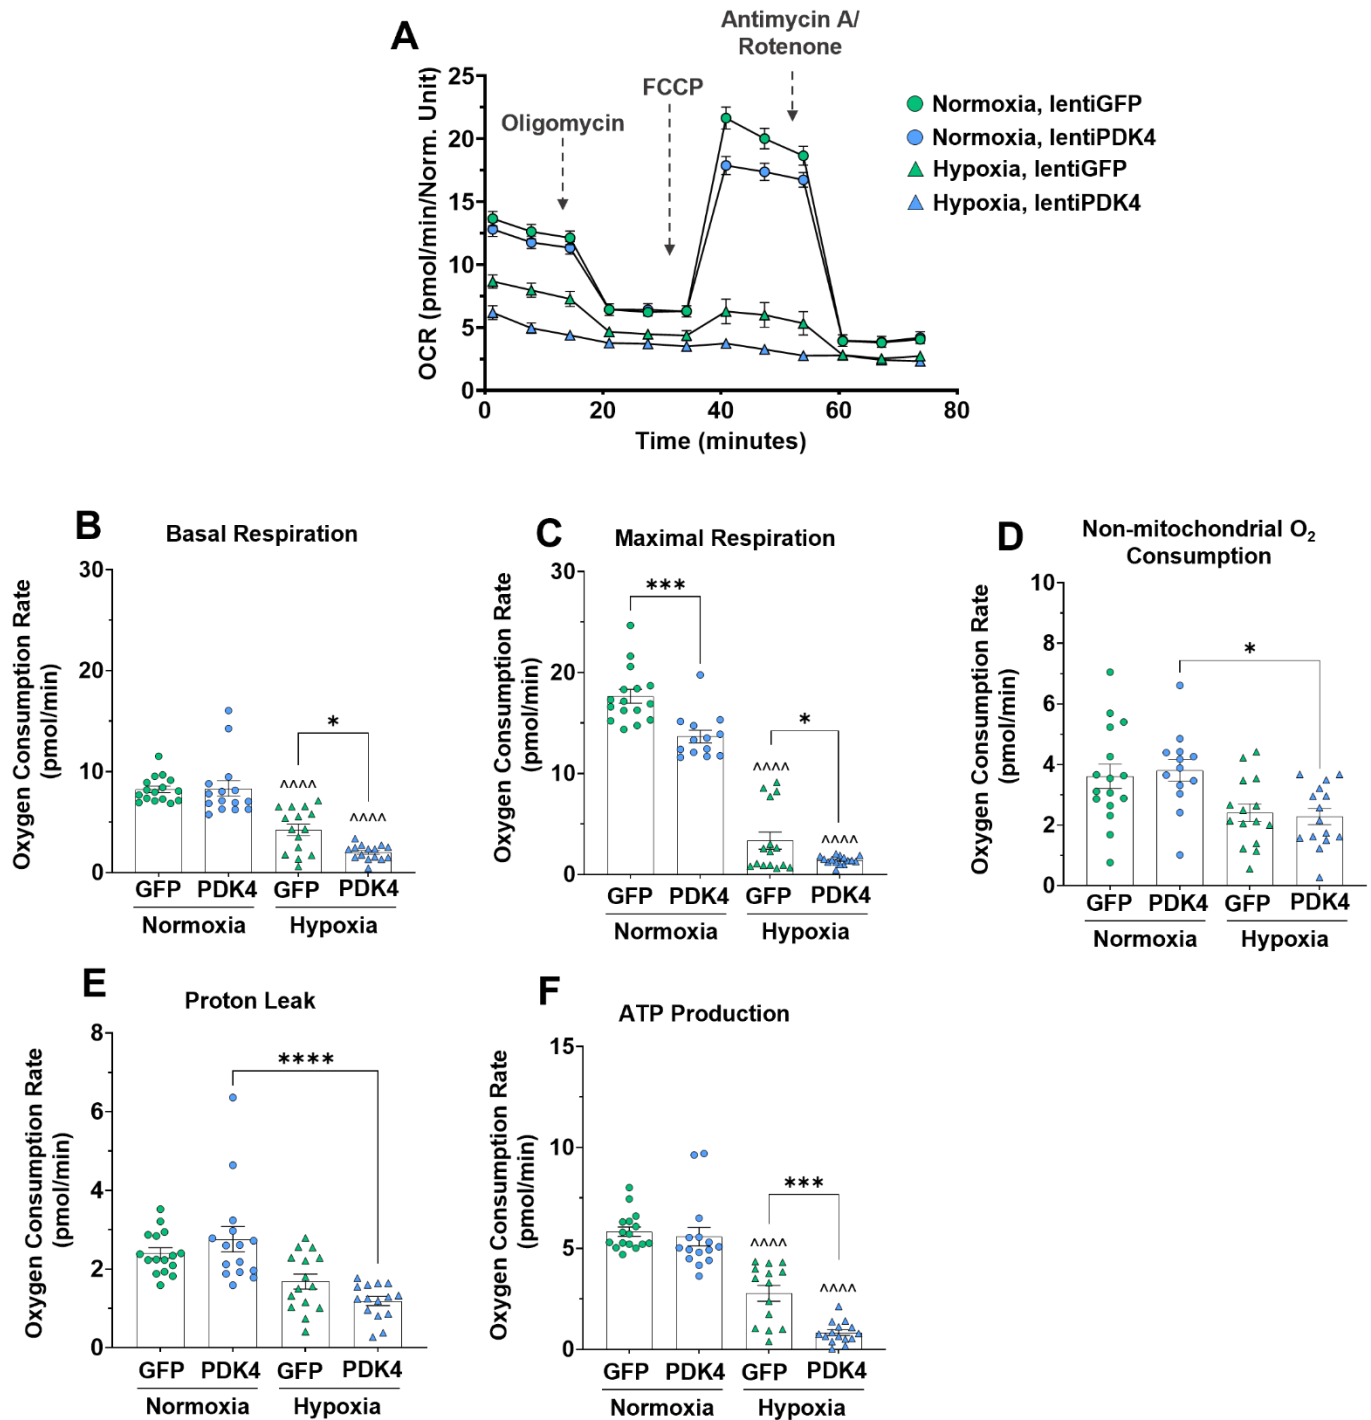 A
Antimycin A/
Rotenone
FCCP
Oligomycin
OCR (pmol/min/Norm. Unit)
25
20
15
10
5
0
0
20
40
60
80
Time (minutes)
Normoxia, lentiGFP
Normoxia, lentiPDK4
Hypoxia, lentiGFP
Hypoxia, lentiPDK4
B
Basal Respiration
Oxygen Consumption Rate
(pmol/min)
30
20
10
0
*
^^^^
^^^^
GFP
PDK4
GFP
PDK4
Normoxia
Hypoxia
C
Maximal Respiration
Oxygen Consumption Rate
(pmol/min)
30
20
10
0
***
*
^^^^
^^^^
GFP
PDK4
GFP
PDK4
Normoxia
Hypoxia
D
Non-mitochondrial O₂
Consumption
Oxygen Consumption Rate
(pmol/min)
10
8
6
4
2
0
*
GFP
PDK4
GFP
PDK4
Normoxia
Hypoxia
E
Proton Leak
Oxygen Consumption Rate
(pmol/min)
8
6
4
2
0
****
GFP
PDK4
GFP
PDK4
Normoxia
Hypoxia
F
ATP Production
Oxygen Consumption Rate
(pmol/min)
15
10
5
0
***
^^^^
^^^^
GFP
PDK4
GFP
PDK4
Normoxia
Hypoxia